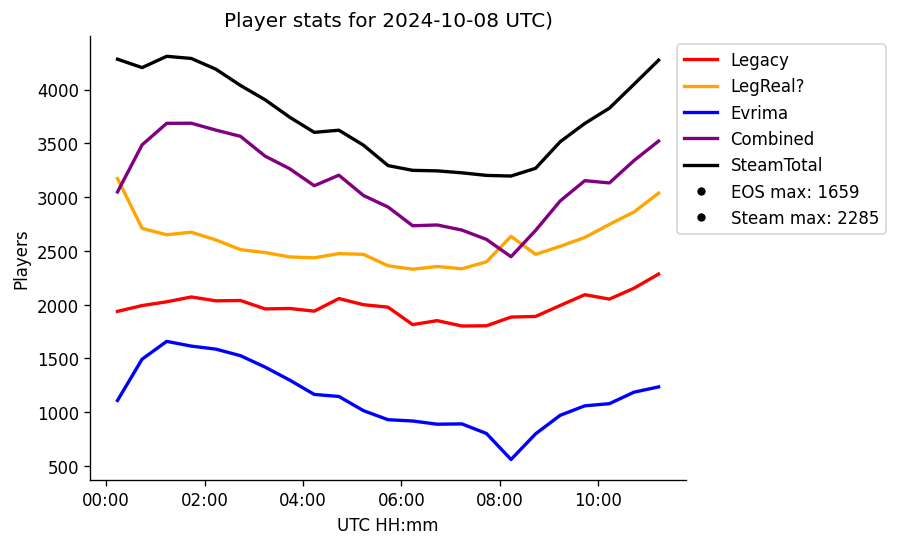 Player stats for 2024-10-08 UTC)
Players
4000
3500
3000
2500
2000
1500
1000
500
00:00 02:00 04:00 06:00 08:00 10:00
UTC HH:mm
Legacy
LegReal?
Evrima
Combined
SteamTotal
EOS max: 1659
Steam max: 2285